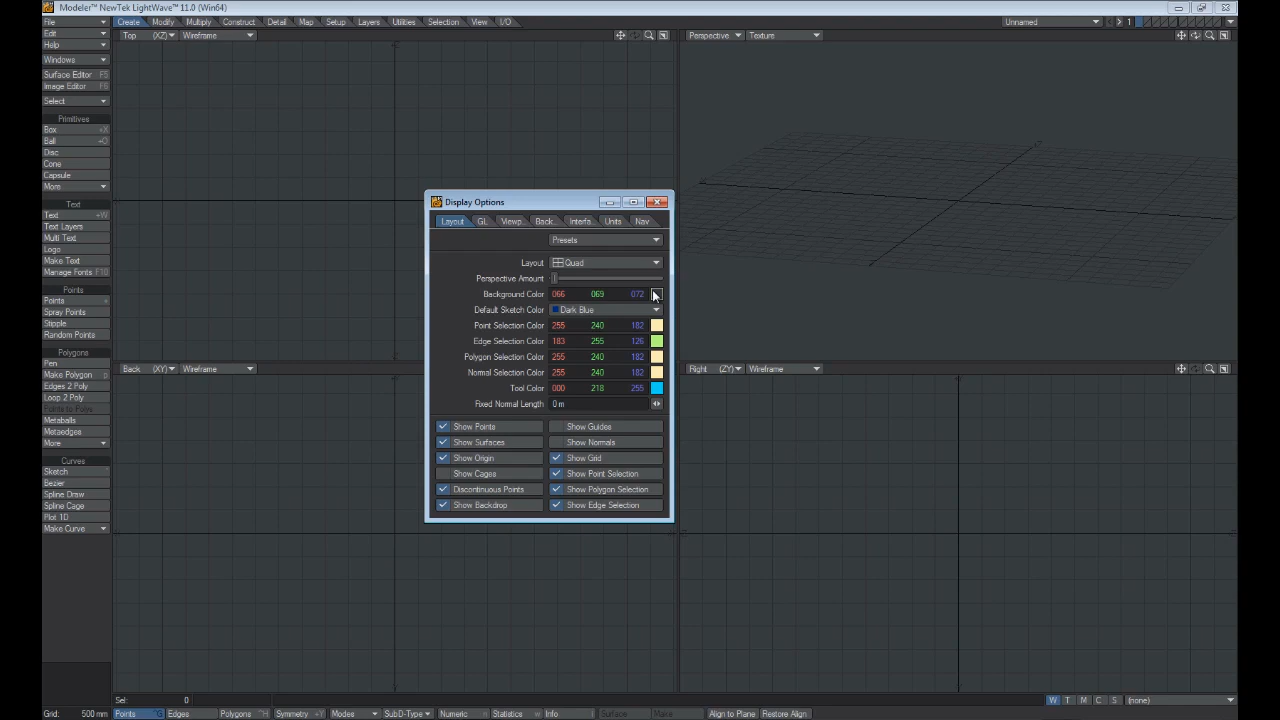 Modeler™ NewTek LightWave™ 11.0 (Win64)
File Create Modify Multiply Construct Detail Map Setup Layers Utilities Selection View I/O Unnamed 1
Edit
Help
Windows
Surface Editor F5
Image Editor F6
Select
Primitives
Box +X
Ball +O
Disc
Cone
Capsule
More
Text
Text +W
Text Layers
Multi Text
Logo
Make Text
Manage Fonts F10
Points
Points +
Spray Points
Stipple
Random Points
Polygons
Pen
Make Polygon p
Edges 2 Poly
Loop 2 Poly
Points to Polys
Metaballs
Metaedges
More
Curves
Sketch
Bezier
Spline Draw
Spline Cage
Plot 1D
Make Curve
Top (XZ) Wireframe
Perspective Texture
Back (XY) Wireframe
Right (ZY) Wireframe
Display Options
Layout GL Viewp Back.. Interfa Units Nav
Presets
Layout Quad
Perspective Amount
Background Color 066 069 072
Default Sketch Color Dark Blue
Point Selection Color 255 240 182
Edge Selection Color 183 255 126
Polygon Selection Color 255 240 182
Normal Selection Color 255 240 182
Tool Color 000 218 255
Fixed Normal Length 0 m
Show Points Show Guides
Show Surfaces Show Normals
Show Origin Show Grid
Show Cages Show Point Selection
Discontinuous Points Show Polygon Selection
Show Backdrop Show Edge Selection
Sel: 0 W T M C S (none)
Grid: 500 mm Points ^G Edges Polygons ^H Symmetry +Y Modes SubD-Type Numeric n Statistics w Info i Surface Make Align to Plane Restore Align